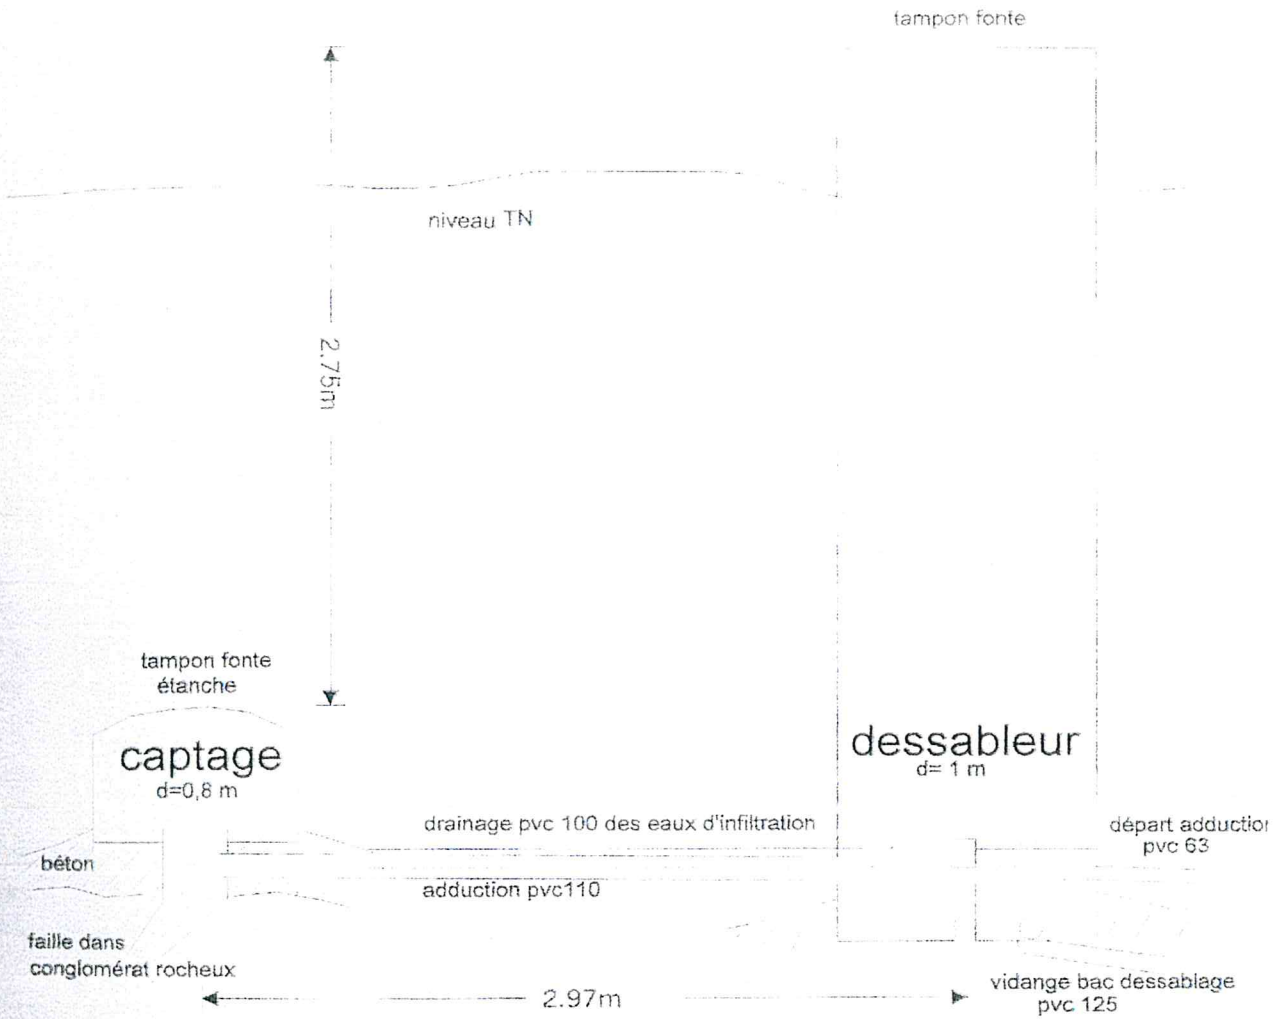 tampon fonte
niveau TN
2.75m
tampon fonte
étanche
captage
d=0,8 m
dessableur
d= 1 m
drainage pvc 100 des eaux d'infiltration
départ adduction
pvc 63
béton
adduction pvc110
faille dans
conglomérat rocheux
2.97m
vidange bac dessablage
pvc 125